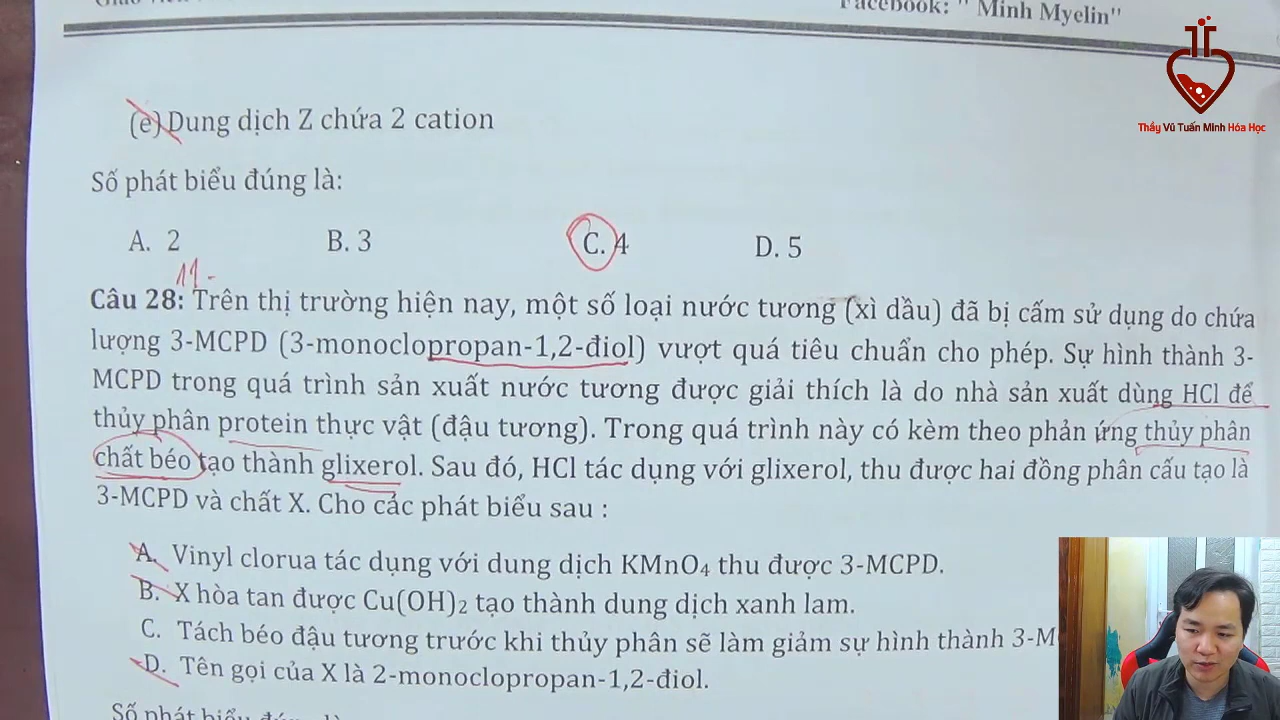 Facebook: " Minh Myelin"
Thầy Vũ Tuấn Minh Hóa Học
(e) Dung dịch Z chứa 2 cation
Số phát biểu đúng là:
A. 2 B. 3 C. 4 D. 5
11-
Câu 28: Trên thị trường hiện nay, một số loại nước tương (xì dầu) đã bị cấm sử dụng do chứa
lượng 3-MCPD (3-monoclopropan-1,2-điol) vượt quá tiêu chuẩn cho phép. Sự hình thành 3-
MCPD trong quá trình sản xuất nước tương được giải thích là do nhà sản xuất dùng HCl để
thủy phân protein thực vật (đậu tương). Trong quá trình này có kèm theo phản ứng thủy phân
chất béo tạo thành glixerol. Sau đó, HCl tác dụng với glixerol, thu được hai đồng phân cấu tạo là
3-MCPD và chất X. Cho các phát biểu sau :
A. Vinyl clorua tác dụng với dung dịch KMnO₄ thu được 3-MCPD.
B. X hòa tan được Cu(OH)₂ tạo thành dung dịch xanh lam.
C. Tách béo đậu tương trước khi thủy phân sẽ làm giảm sự hình thành 3-M
D. Tên gọi của X là 2-monoclopropan-1,2-điol.
Số phát biểu đúng là